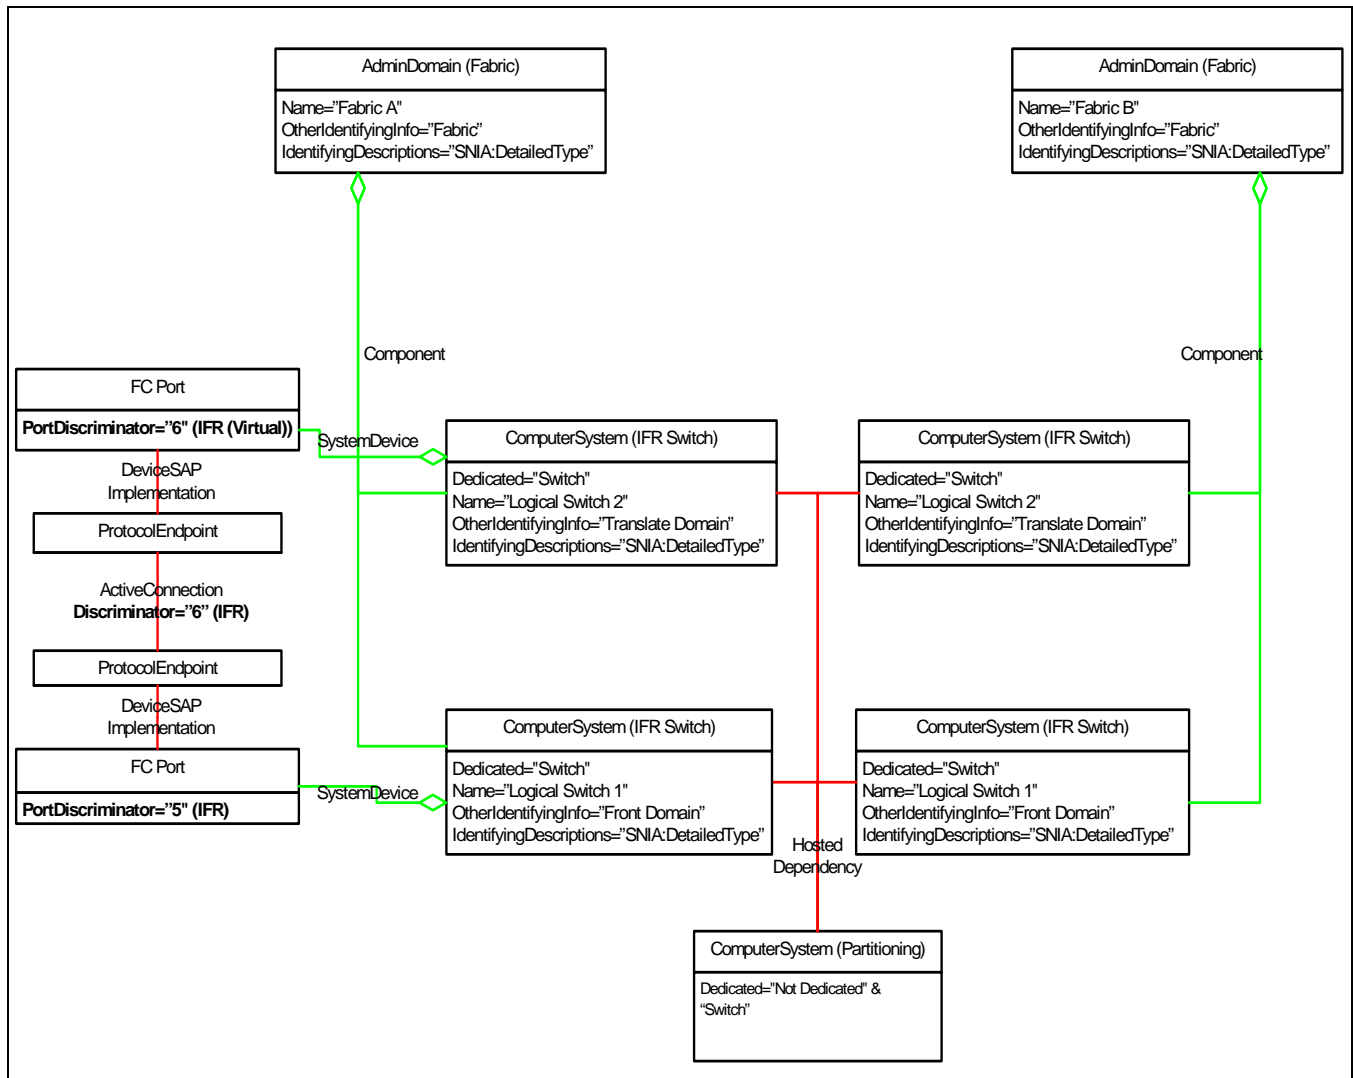 AdminDomain (Fabric)
Name=”Fabric A"
OtherIdentifyingInfo=”Fabric”
IdentifyingDescriptions=”SNIA:DetailedType”
AdminDomain (Fabric)
Name=”Fabric B"
OtherIdentifyingInfo=”Fabric”
IdentifyingDescriptions=”SNIA:DetailedType”
Component
Component
FC Port
PortDiscriminator=”6" (IFR (Virtual))
SystemDevice
DeviceSAP
Implementation
ProtocolEndpoint
ActiveConnection
Discriminator=”6” (IFR)
ProtocolEndpoint
DeviceSAP
Implementation
FC Port
PortDiscriminator=”5" (IFR)
SystemDevice
ComputerSystem (IFR Switch)
Dedicated="Switch"
Name=”Logical Switch 2"
OtherIdentifyingInfo=”Translate Domain”
IdentifyingDescriptions=”SNIA:DetailedType”
ComputerSystem (IFR Switch)
Dedicated="Switch"
Name=”Logical Switch 2"
OtherIdentifyingInfo=”Translate Domain”
IdentifyingDescriptions=”SNIA:DetailedType”
ComputerSystem (IFR Switch)
Dedicated="Switch"
Name=”Logical Switch 1"
OtherIdentifyingInfo=”Front Domain”
IdentifyingDescriptions=”SNIA:DetailedType”
ComputerSystem (IFR Switch)
Dedicated="Switch"
Name=”Logical Switch 1"
OtherIdentifyingInfo=”Front Domain”
IdentifyingDescriptions=”SNIA:DetailedType”
Hosted
Dependency
ComputerSystem (Partitioning)
Dedicated="Not Dedicated" &
“Switch”